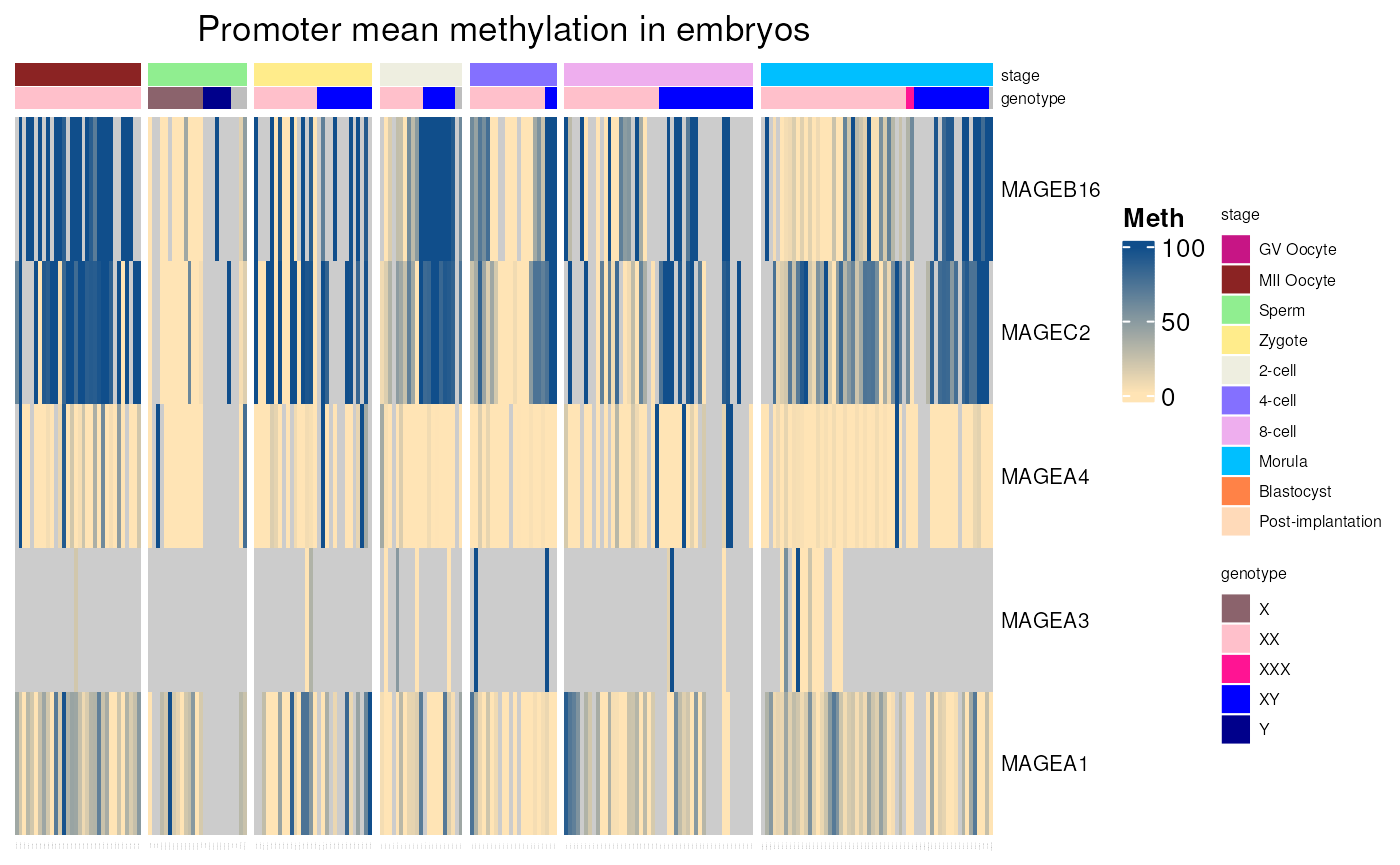 Promoter mean methylation in embryos
stage
genotype
MAGEB16
MAGEC2
MAGEA4
MAGEA3
MAGEA1
Meth
100
50
0
stage
GV Oocyte
MII Oocyte
Sperm
Zygote
2-cell
4-cell
8-cell
Morula
Blastocyst
Post-implantation
genotype
X
XX
XXX
XY
Y